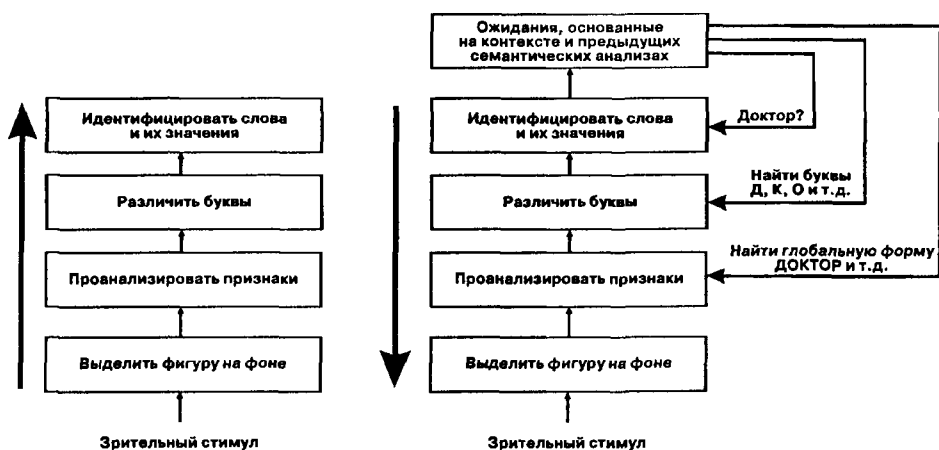 Идентифицировать слова
и их значения
Различить буквы
Проанализировать признаки
Выделить фигуру на фоне
Зрительный стимул
Ожидания, основанные
на контексте и предыдущих
семантических анализах
Идентифицировать слова
и их значения
Доктор?
Различить буквы
Найти буквы
Д, К, О и т.д.
Проанализировать признаки
Найти глобальную форму
ДОКТОР и т.д.
Выделить фигуру на фоне
Зрительный стимул